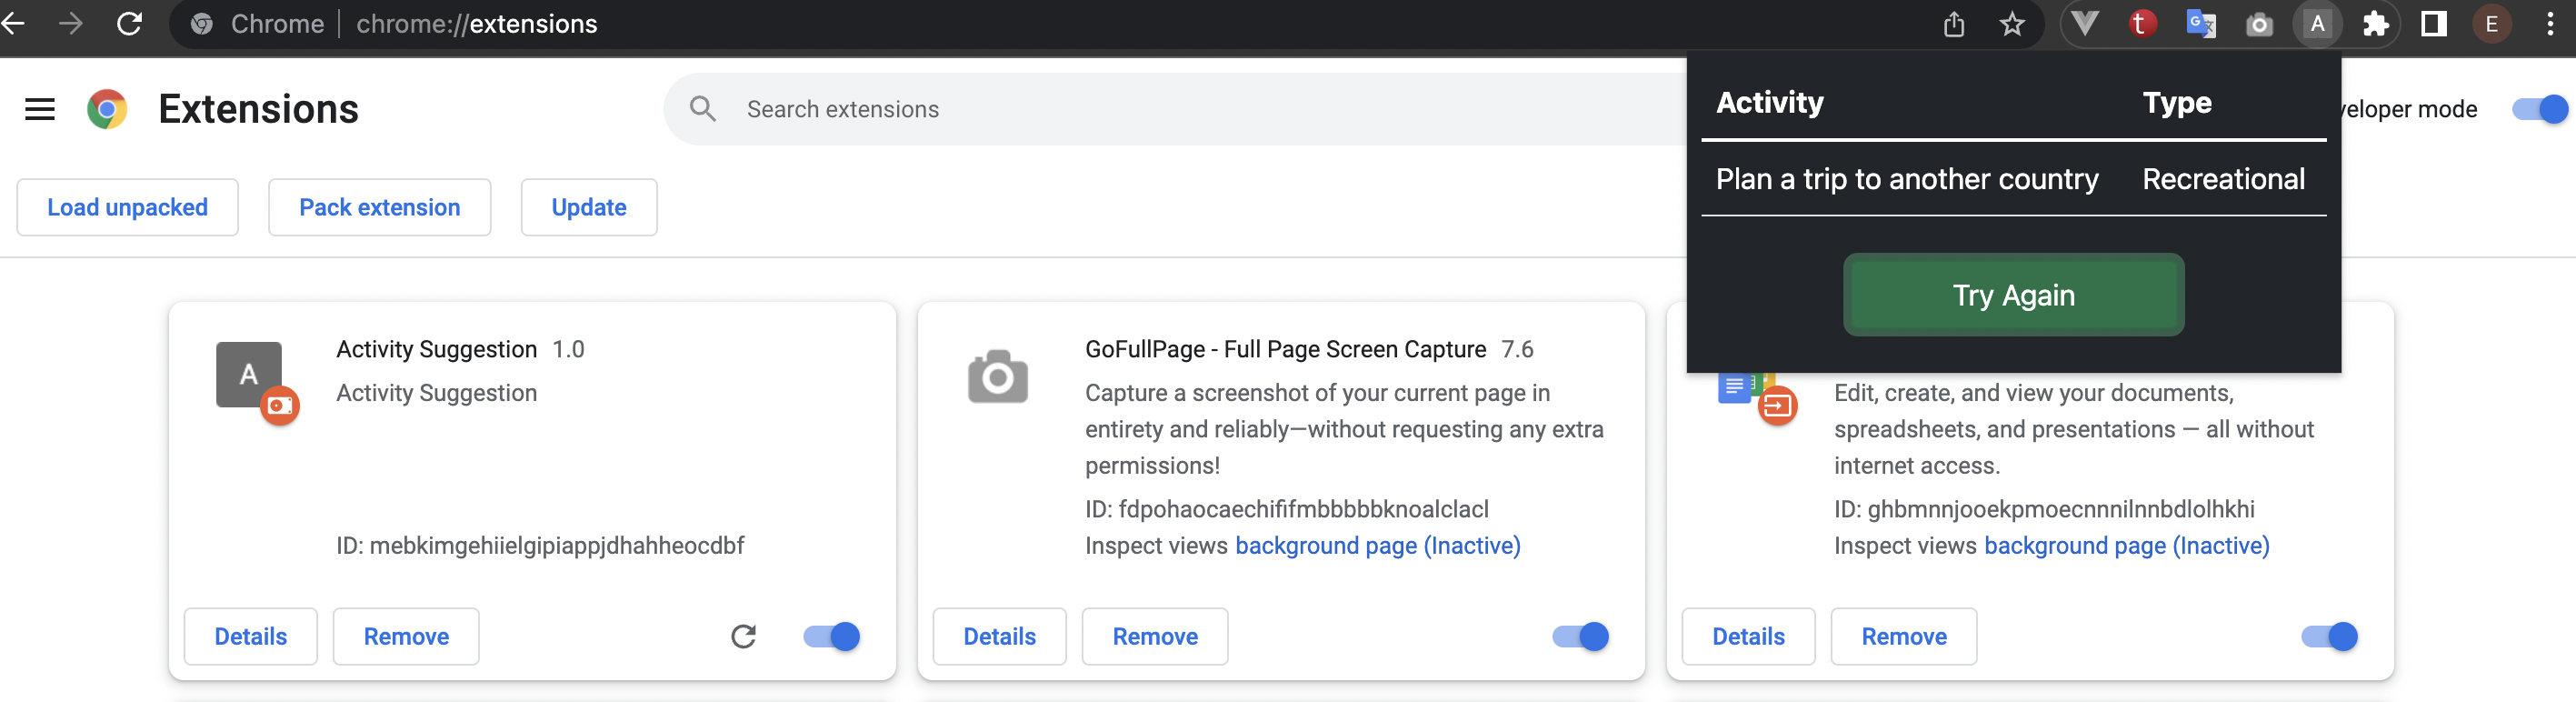 Chrome | chrome://extensions
A
E
Extensions
Search extensions
veloper mode
Activity Type
Plan a trip to another country Recreational
Try Again
Load unpacked
Pack extension
Update
A
Activity Suggestion 1.0
Activity Suggestion
ID: mebkimgehiielgipiappjdhahheocdbf
Details
Remove
GoFullPage - Full Page Screen Capture 7.6
Capture a screenshot of your current page in
entirety and reliably—without requesting any extra
permissions!
ID: fdpohaocaechififmbbbbbknoalclacl
Inspect views background page (Inactive)
Details
Remove
Edit, create, and view your documents,
spreadsheets, and presentations — all without
internet access.
ID: ghbmnnjooekpmoecnnnilnnbdlolhkhi
Inspect views background page (Inactive)
Details
Remove